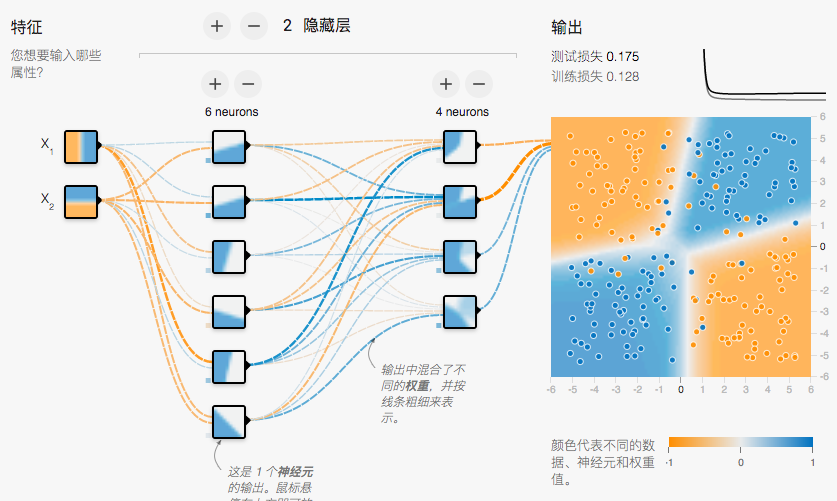 特征
2 隐藏层
输出
您想要输入哪些
属性?
测试损失 0.175
训练损失 0.128
6 neurons
4 neurons
X1
X2
6
5
4
3
2
1
0
-1
-2
-3
-4
-5
-6
-6 -5 -4 -3 -2 -1 0 1 2 3 4 5 6
输出中混合了不
同的权重，并按
线条粗细来表
示。
这是 1 个神经元
的输出。鼠标悬
颜色代表不同的数
据、神经元和权重
值。
-1 0 1